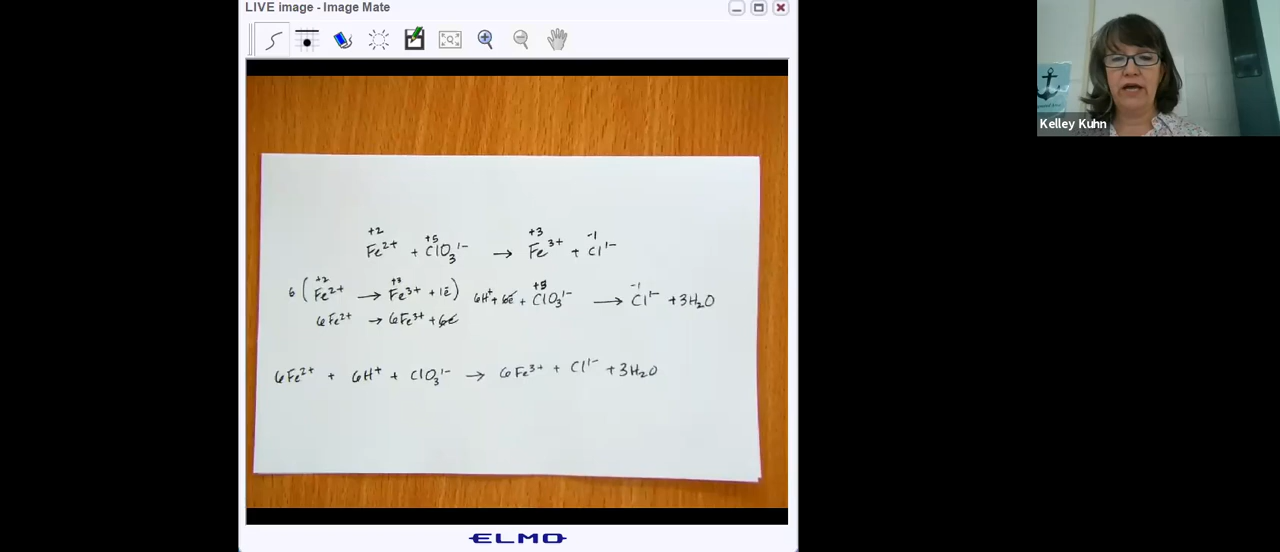 LIVE image - Image Mate
Kelley Kuhn
+2 +5 +3 -1
Fe²⁺ + ClO₃¹⁻ → Fe³⁺ + Cl¹⁻
+2 +3 +5 -1
6 ( Fe²⁺ → Fe³⁺ + 1e⁻ ) 6H⁺ + 6e⁻ + ClO₃¹⁻ → Cl¹⁻ + 3H₂O
6Fe²⁺ → 6Fe³⁺ + 6e⁻
6Fe²⁺ + 6H⁺ + ClO₃¹⁻ → 6Fe³⁺ + Cl¹⁻ + 3H₂O
ELMO